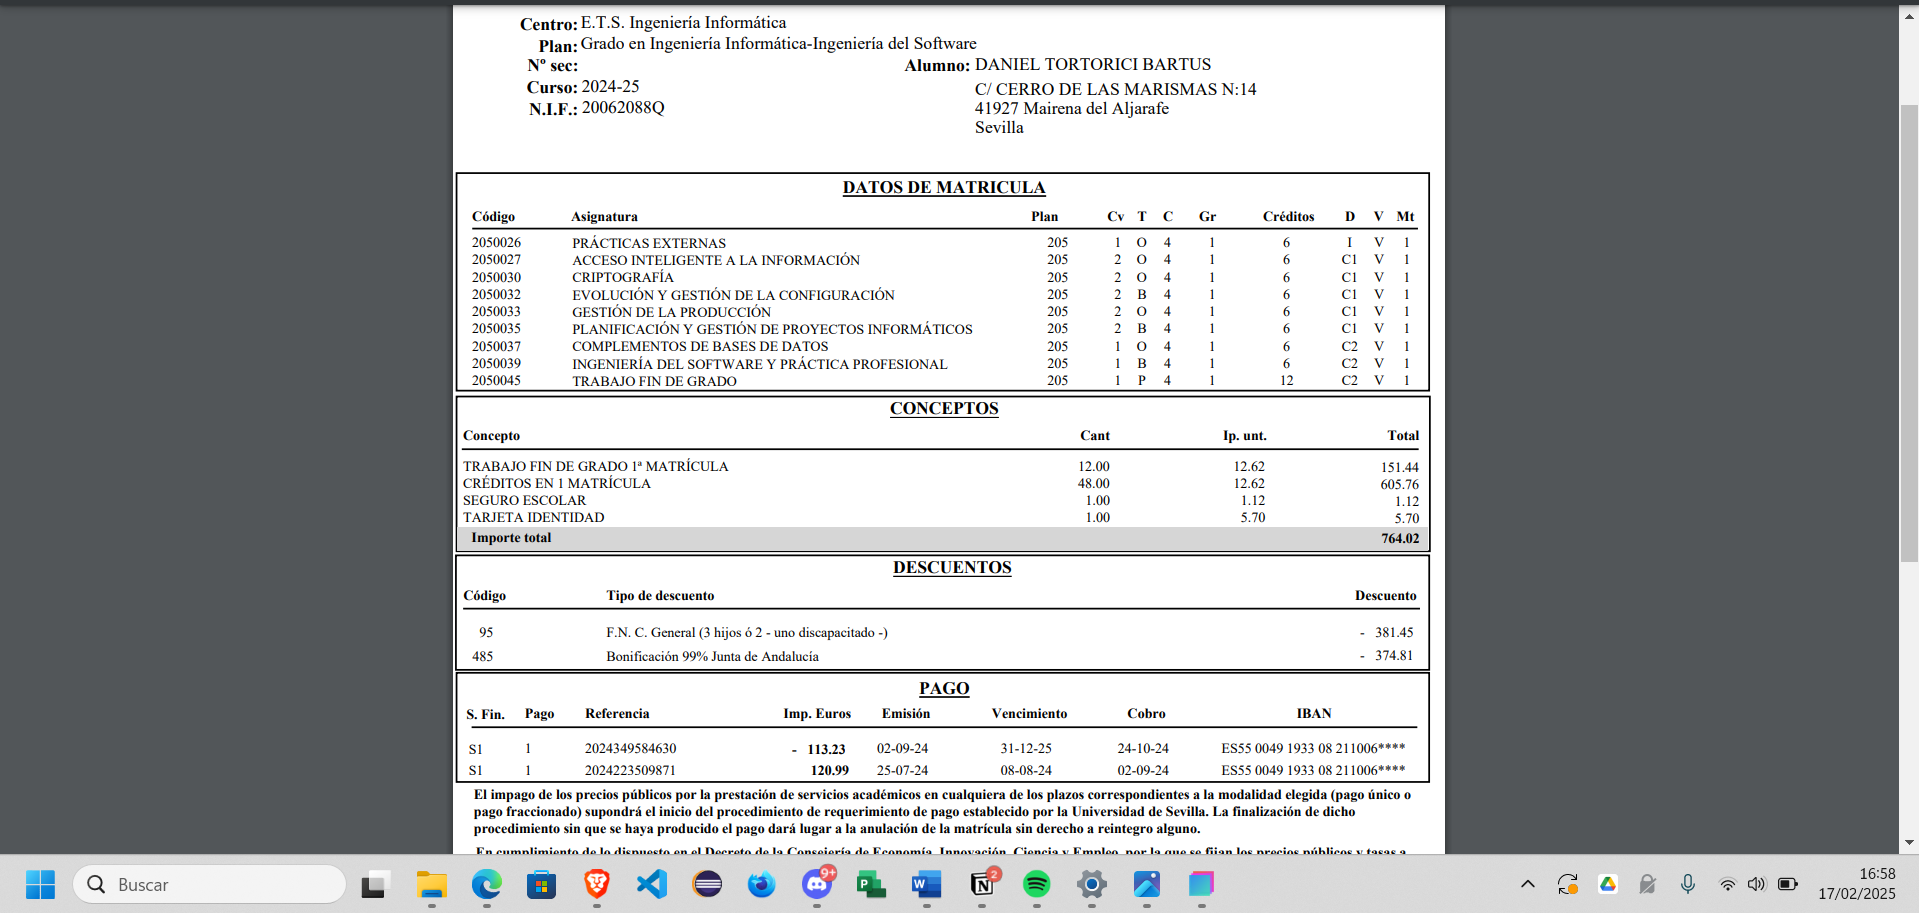 Centro: E.T.S. Ingeniería Informática
Plan: Grado en Ingeniería Informática-Ingeniería del Software
Nº sec:
Alumno: DANIEL TORTORICI BARTUS
Curso: 2024-25
C/ CERRO DE LAS MARISMAS N:14
N.I.F.: 20062088Q
41927 Mairena del Aljarafe
Sevilla
DATOS DE MATRICULA
Código Asignatura Plan Cv T C Gr Créditos D V Mt
2050026 PRÁCTICAS EXTERNAS 205 1 O 4 1 6 I V 1
2050027 ACCESO INTELIGENTE A LA INFORMACIÓN 205 2 O 4 1 6 C1 V 1
2050030 CRIPTOGRAFÍA 205 2 O 4 1 6 C1 V 1
2050032 EVOLUCIÓN Y GESTIÓN DE LA CONFIGURACIÓN 205 2 B 4 1 6 C1 V 1
2050033 GESTIÓN DE LA PRODUCCIÓN 205 2 O 4 1 6 C1 V 1
2050035 PLANIFICACIÓN Y GESTIÓN DE PROYECTOS INFORMÁTICOS 205 2 B 4 1 6 C1 V 1
2050037 COMPLEMENTOS DE BASES DE DATOS 205 1 O 4 1 6 C2 V 1
2050039 INGENIERÍA DEL SOFTWARE Y PRÁCTICA PROFESIONAL 205 1 B 4 1 6 C2 V 1
2050045 TRABAJO FIN DE GRADO 205 1 P 4 1 12 C2 V 1
CONCEPTOS
Concepto Cant Ip. unt. Total
TRABAJO FIN DE GRADO 1ª MATRÍCULA 12.00 12.62 151.44
CRÉDITOS EN 1 MATRÍCULA 48.00 12.62 605.76
SEGURO ESCOLAR 1.00 1.12 1.12
TARJETA IDENTIDAD 1.00 5.70 5.70
Importe total 764.02
DESCUENTOS
Código Tipo de descuento Descuento
95 F.N. C. General (3 hijos ó 2 - uno discapacitado -) - 381.45
485 Bonificación 99% Junta de Andalucía - 374.81
PAGO
S. Fin. Pago Referencia Imp. Euros Emisión Vencimiento Cobro IBAN
S1 1 2024349584630 - 113.23 02-09-24 31-12-25 24-10-24 ES55 0049 1933 08 211006****
S1 1 2024223509871 120.99 25-07-24 08-08-24 02-09-24 ES55 0049 1933 08 211006****
El impago de los precios públicos por la prestación de servicios académicos en cualquiera de los plazos correspondientes a la modalidad elegida (pago único o
pago fraccionado) supondrá el inicio del procedimiento de requerimiento de pago establecido por la Universidad de Sevilla. La finalización de dicho
procedimiento sin que se haya producido el pago dará lugar a la anulación de la matrícula sin derecho a reintegro alguno.
En cumplimiento de lo dispuesto en el Decreto de la Consejería de Economía, Innovación, Ciencia y Empleo, por la que se fijan los precios públicos y tasas a
Buscar
9+
2
16:58
17/02/2025